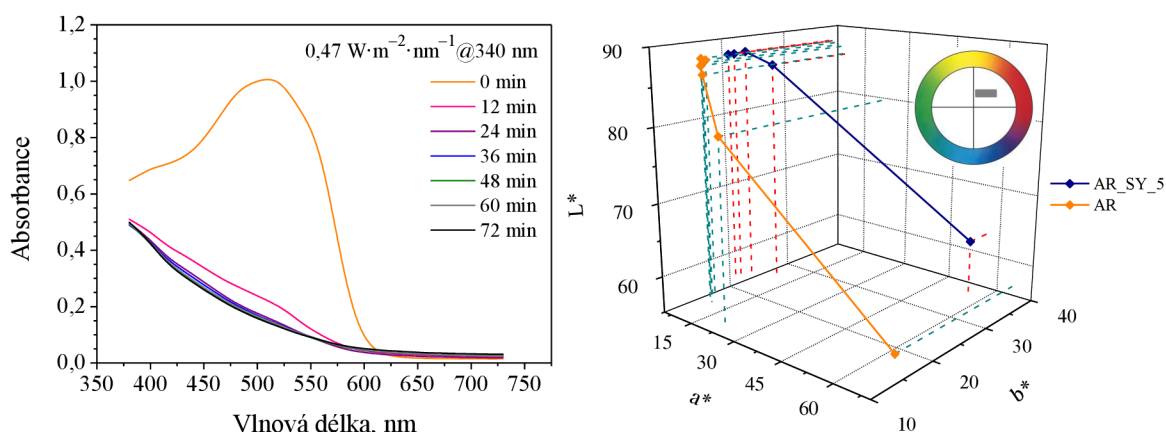 1,2
1,0
0,8
0,6
0,4
0,2
0,0
Absorbance
0,47 W·m⁻²·nm⁻¹@340 nm
0 min
12 min
24 min
36 min
48 min
60 min
72 min
350 400 450 500 550 600 650 700 750
Vlnová délka, nm
90
80
70
60
L*
15
30
45
60
a*
10
20
30
40
b*
AR_SY_5
AR